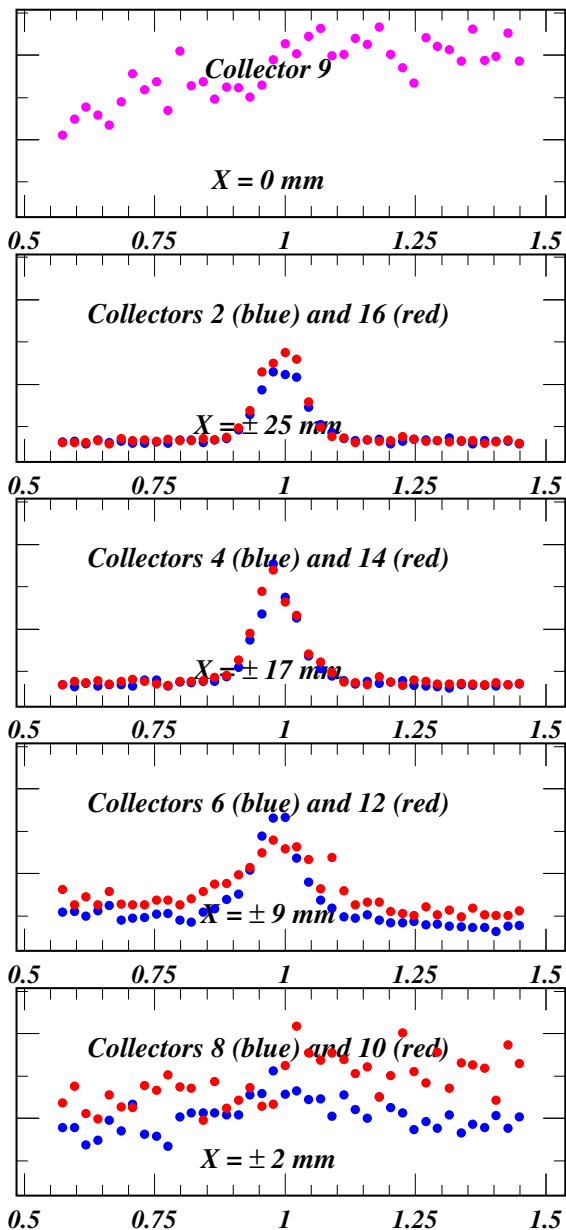 Collector 9
X = 0 mm
0.5 0.75 1 1.25 1.5
Collectors 2 (blue) and 16 (red)
X = ± 25 mm
0.5 0.75 1 1.25 1.5
Collectors 4 (blue) and 14 (red)
X = ± 17 mm
0.5 0.75 1 1.25 1.5
Collectors 6 (blue) and 12 (red)
X = ± 9 mm
0.5 0.75 1 1.25 1.5
Collectors 8 (blue) and 10 (red)
X = ± 2 mm
0.5 0.75 1 1.25 1.5